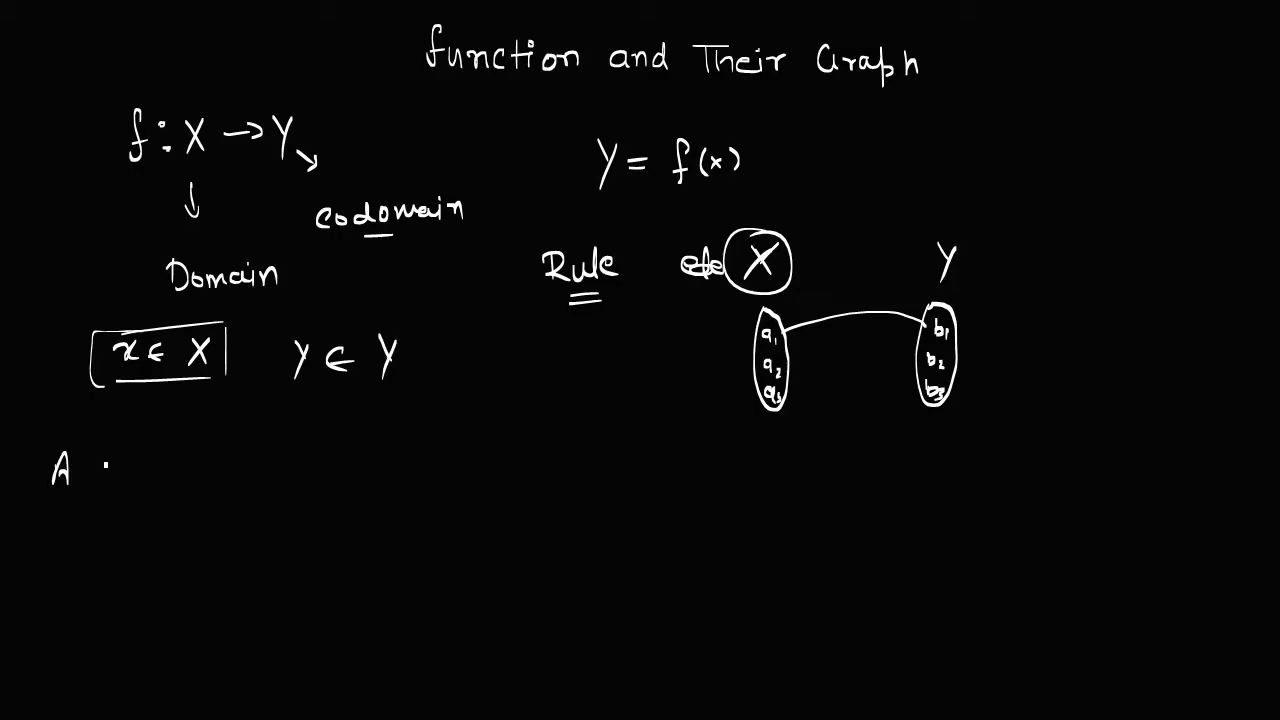 Function and Their Graph
f : X → Y
Y = f(x)
codomain
Domain
Rule X Y
x ∈ X Y ∈ Y
a1 b1
a2 b2
a3 b3
A